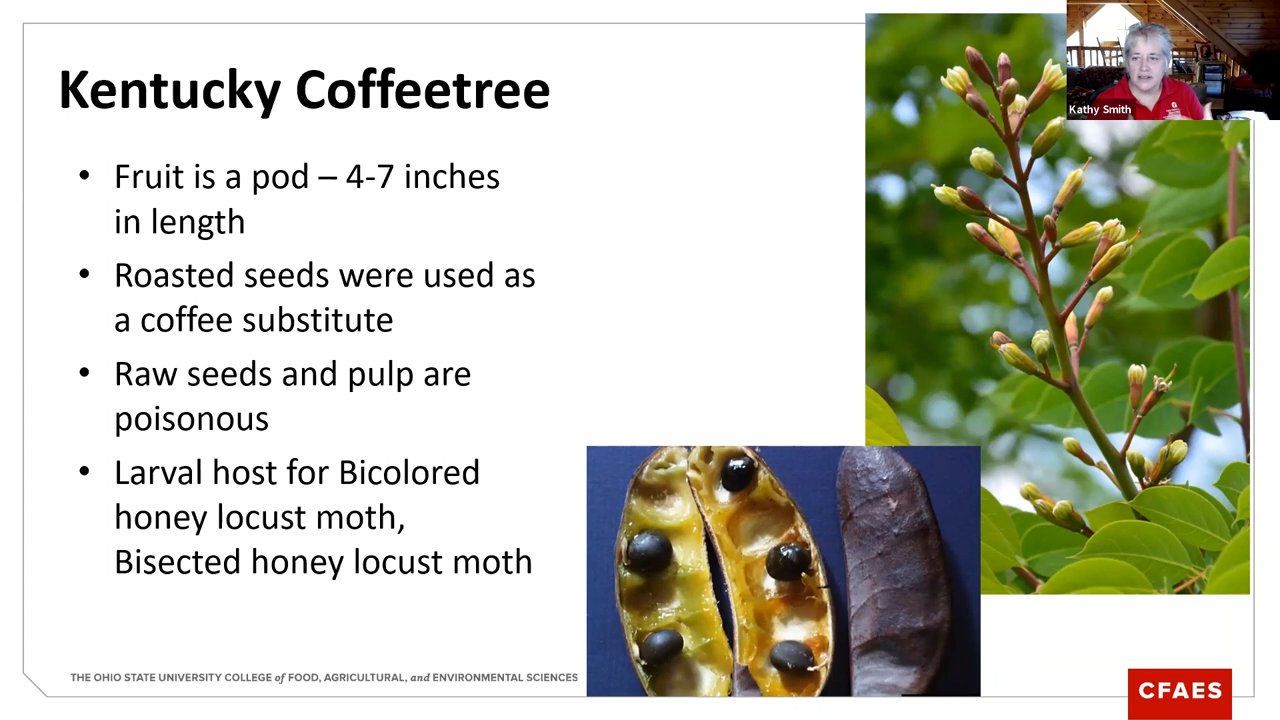 Kentucky Coffeetree
• Fruit is a pod – 4-7 inches
in length
• Roasted seeds were used as
a coffee substitute
• Raw seeds and pulp are
poisonous
• Larval host for Bicolored
honey locust moth,
Bisected honey locust moth
Kathy Smith
THE OHIO STATE UNIVERSITY COLLEGE of FOOD, AGRICULTURAL, and ENVIRONMENTAL SCIENCES
CFAES